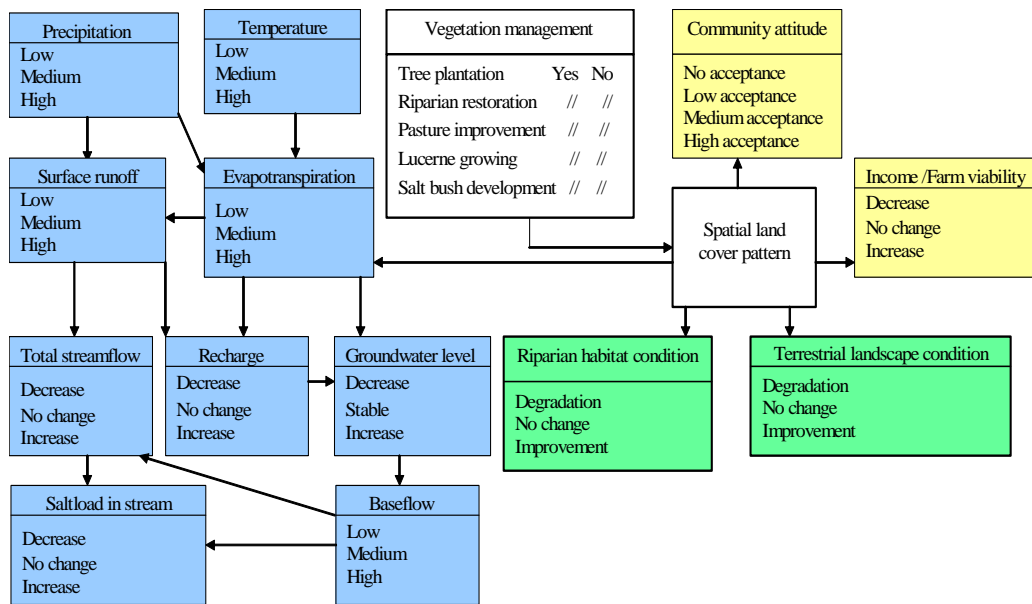 Precipitation
Low
Medium
High
Temperature
Low
Medium
High
Vegetation management
Tree plantation Yes No
Riparian restoration // //
Pasture improvement // //
Lucerne growing // //
Salt bush development // //
Community attitude
No acceptance
Low acceptance
Medium acceptance
High acceptance
Surface runoff
Low
Medium
High
Evapotranspiration
Low
Medium
High
Spatial land
cover pattern
Income /Farm viability
Decrease
No change
Increase
Total streamflow
Decrease
No change
Increase
Recharge
Decrease
No change
Increase
Groundwater level
Decrease
Stable
Increase
Riparian habitat condition
Degradation
No change
Improvement
Terrestrial landscape condition
Degradation
No change
Improvement
Saltload in stream
Decrease
No change
Increase
Baseflow
Low
Medium
High